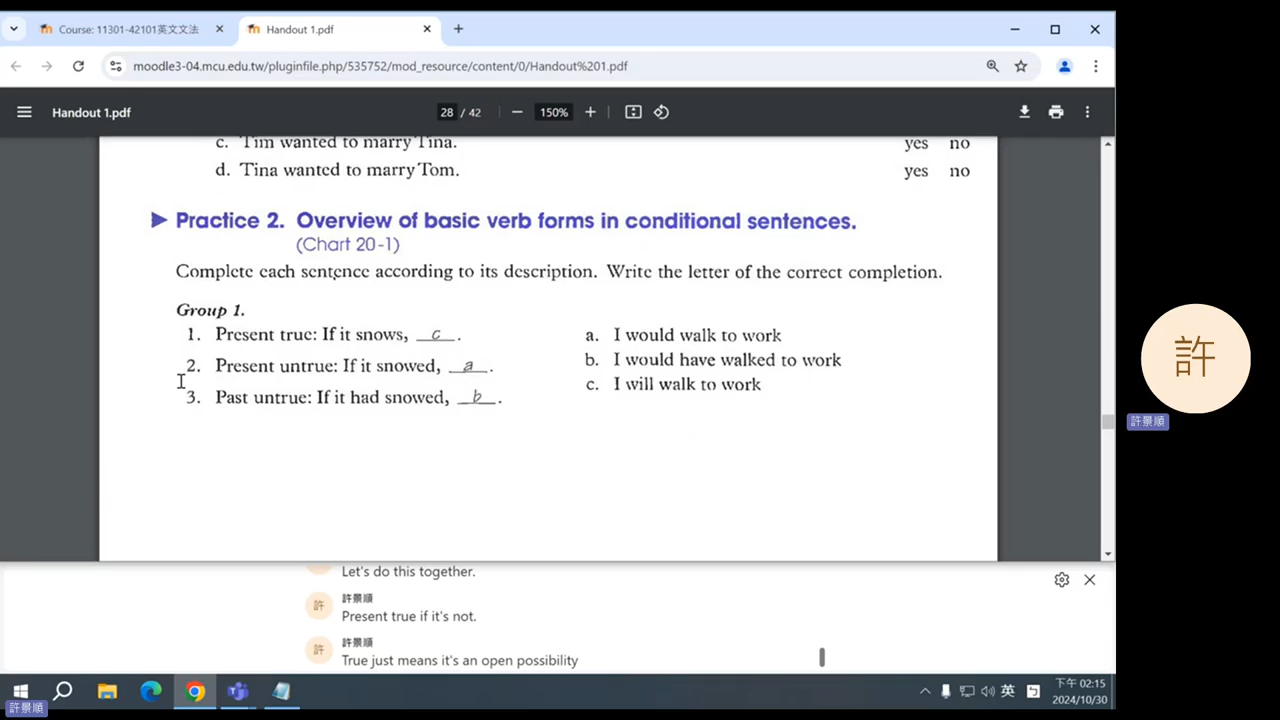 Course: 11301-42101英文文法
Handout 1.pdf
moodle3-04.mcu.edu.tw/pluginfile.php/535752/mod_resource/content/0/Handout%201.pdf
Handout 1.pdf
28 / 42
150%
c. Tim wanted to marry Tina. yes no
d. Tina wanted to marry Tom. yes no
Practice 2. Overview of basic verb forms in conditional sentences.
(Chart 20-1)
Complete each sentence according to its description. Write the letter of the correct completion.
Group 1.
1. Present true: If it snows, c.
a. I would walk to work
2. Present untrue: If it snowed, a.
b. I would have walked to work
3. Past untrue: If it had snowed, b.
c. I will walk to work
許
許景順
Let's do this together.
許
許景順
Present true if it's not.
許
許景順
True just means it's an open possibility
英
下午 02:15
2024/10/30
許景順